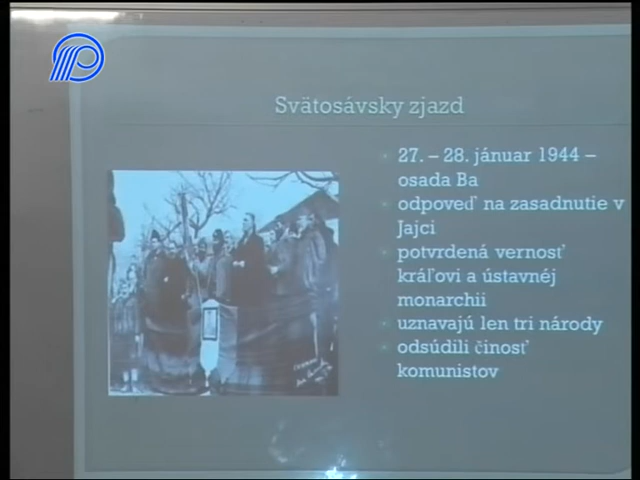 Svätosávsky zjazd
27. – 28. január 1944 –
osada Ba
odpoveď na zasadnutie v
Jajci
potvrdená vernosť
kráľovi a ústavnéj
monarchii
uznavajú len tri národy
odsúdili činosť
komunistov